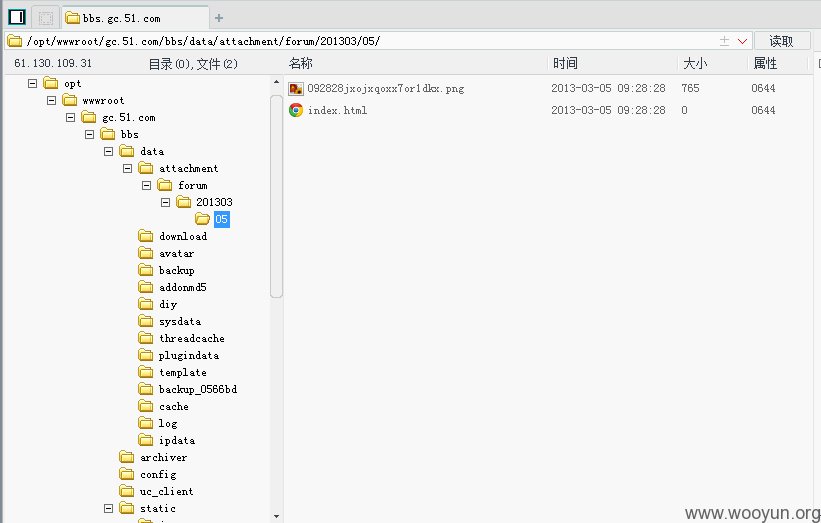 bbs.gc.51.com
/opt/wwwroot/gc.51.com/bbs/data/attachment/forum/201303/05/ 读取
61.130.109.31 目录(0),文件(2) 名称 时间 大小 属性
opt
wwwroot
gc.51.com
bbs
data
attachment
forum
201303
05
download
avatar
backup
addonmd5
diy
sysdata
threadcache
plugindata
template
backup_0566bd
cache
log
ipdata
archiver
config
uc_client
static
092828jxojxqoxx7or1dkx.png 2013-03-05 09:28:28 765 0644
index.html 2013-03-05 09:28:28 0 0644
www.wooyun.org